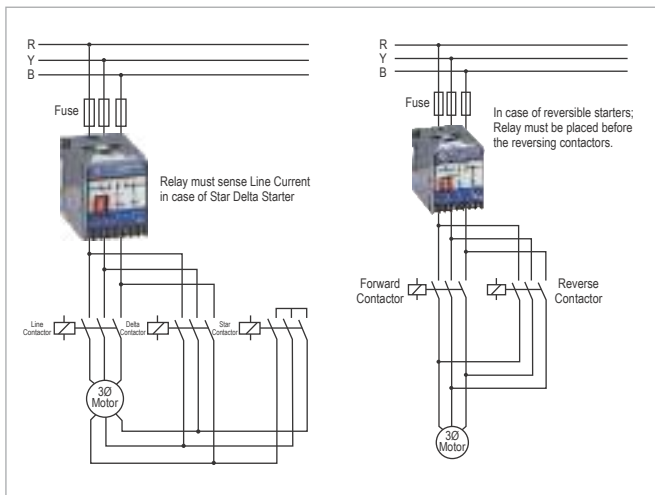 R
Y
B
Fuse
Relay must sense Line Current
in case of Star Delta Starter
Line
Contactor
Delta
Contactor
Star
Contactor
3Ø
Motor
R
Y
B
Fuse
In case of reversible starters;
Relay must be placed before
the reversing contactors.
Forward
Contactor
Reverse
Contactor
3Ø
Motor